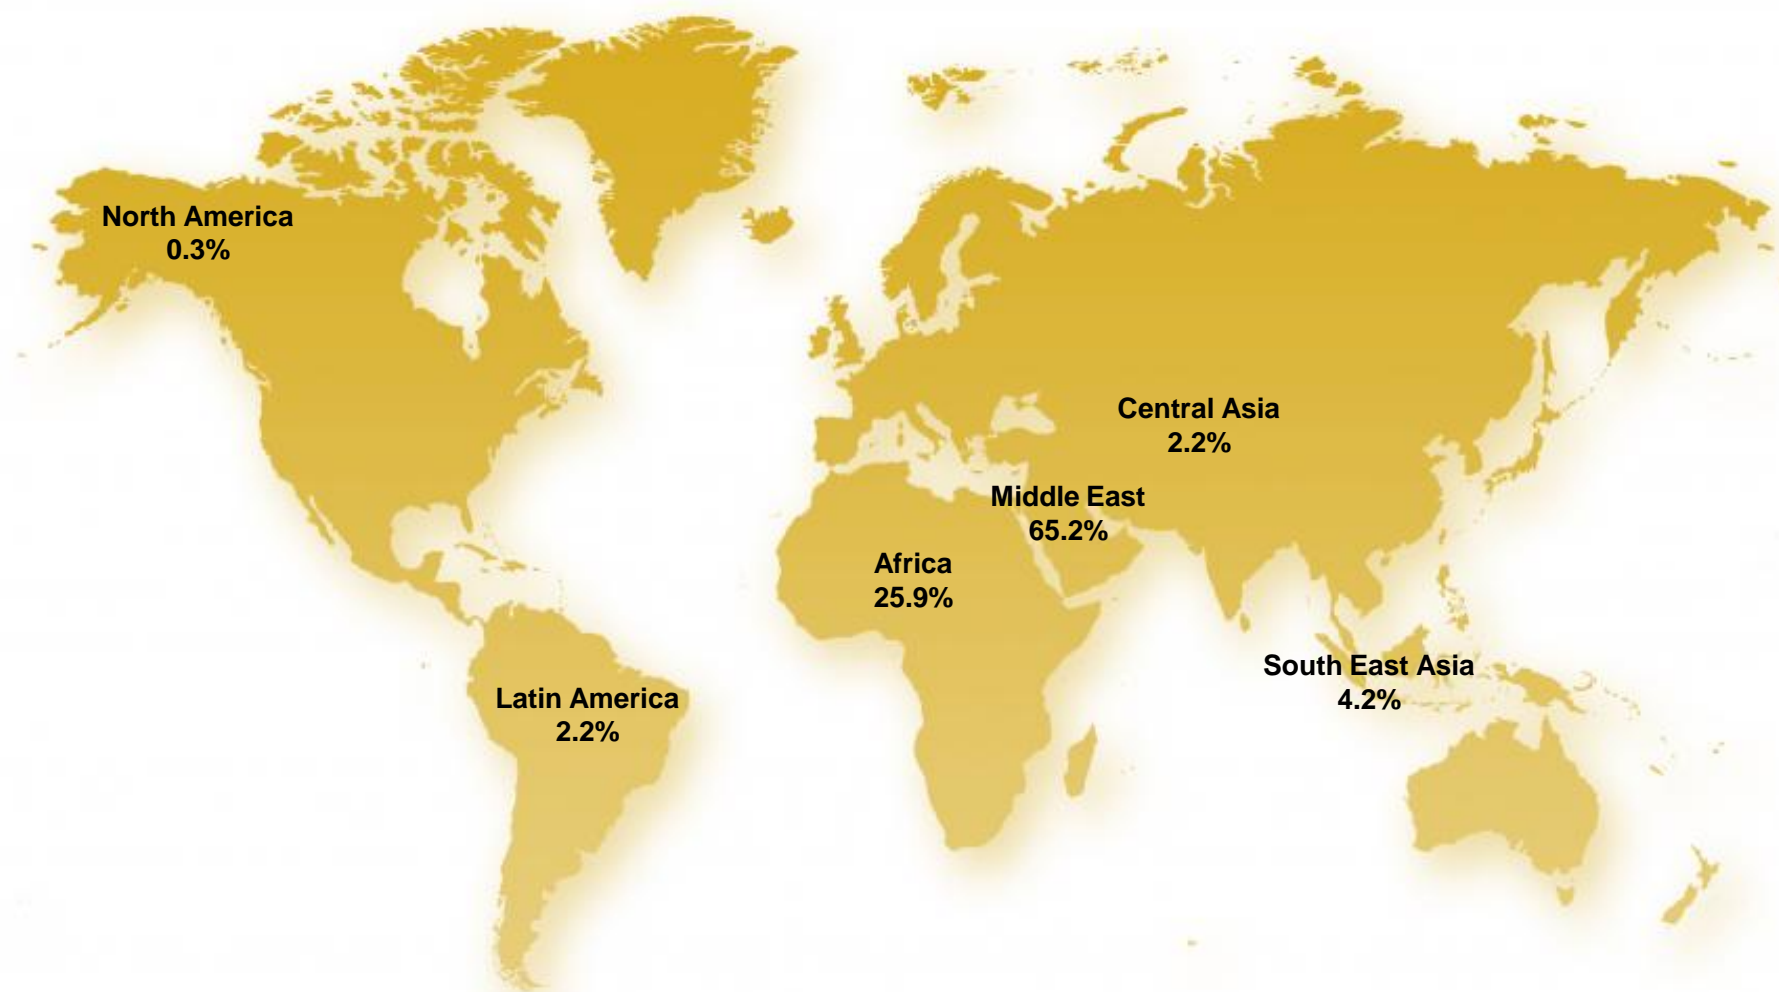 North America
0.3%
Central Asia
2.2%
Middle East
65.2%
Africa
25.9%
South East Asia
4.2%
Latin America
2.2%